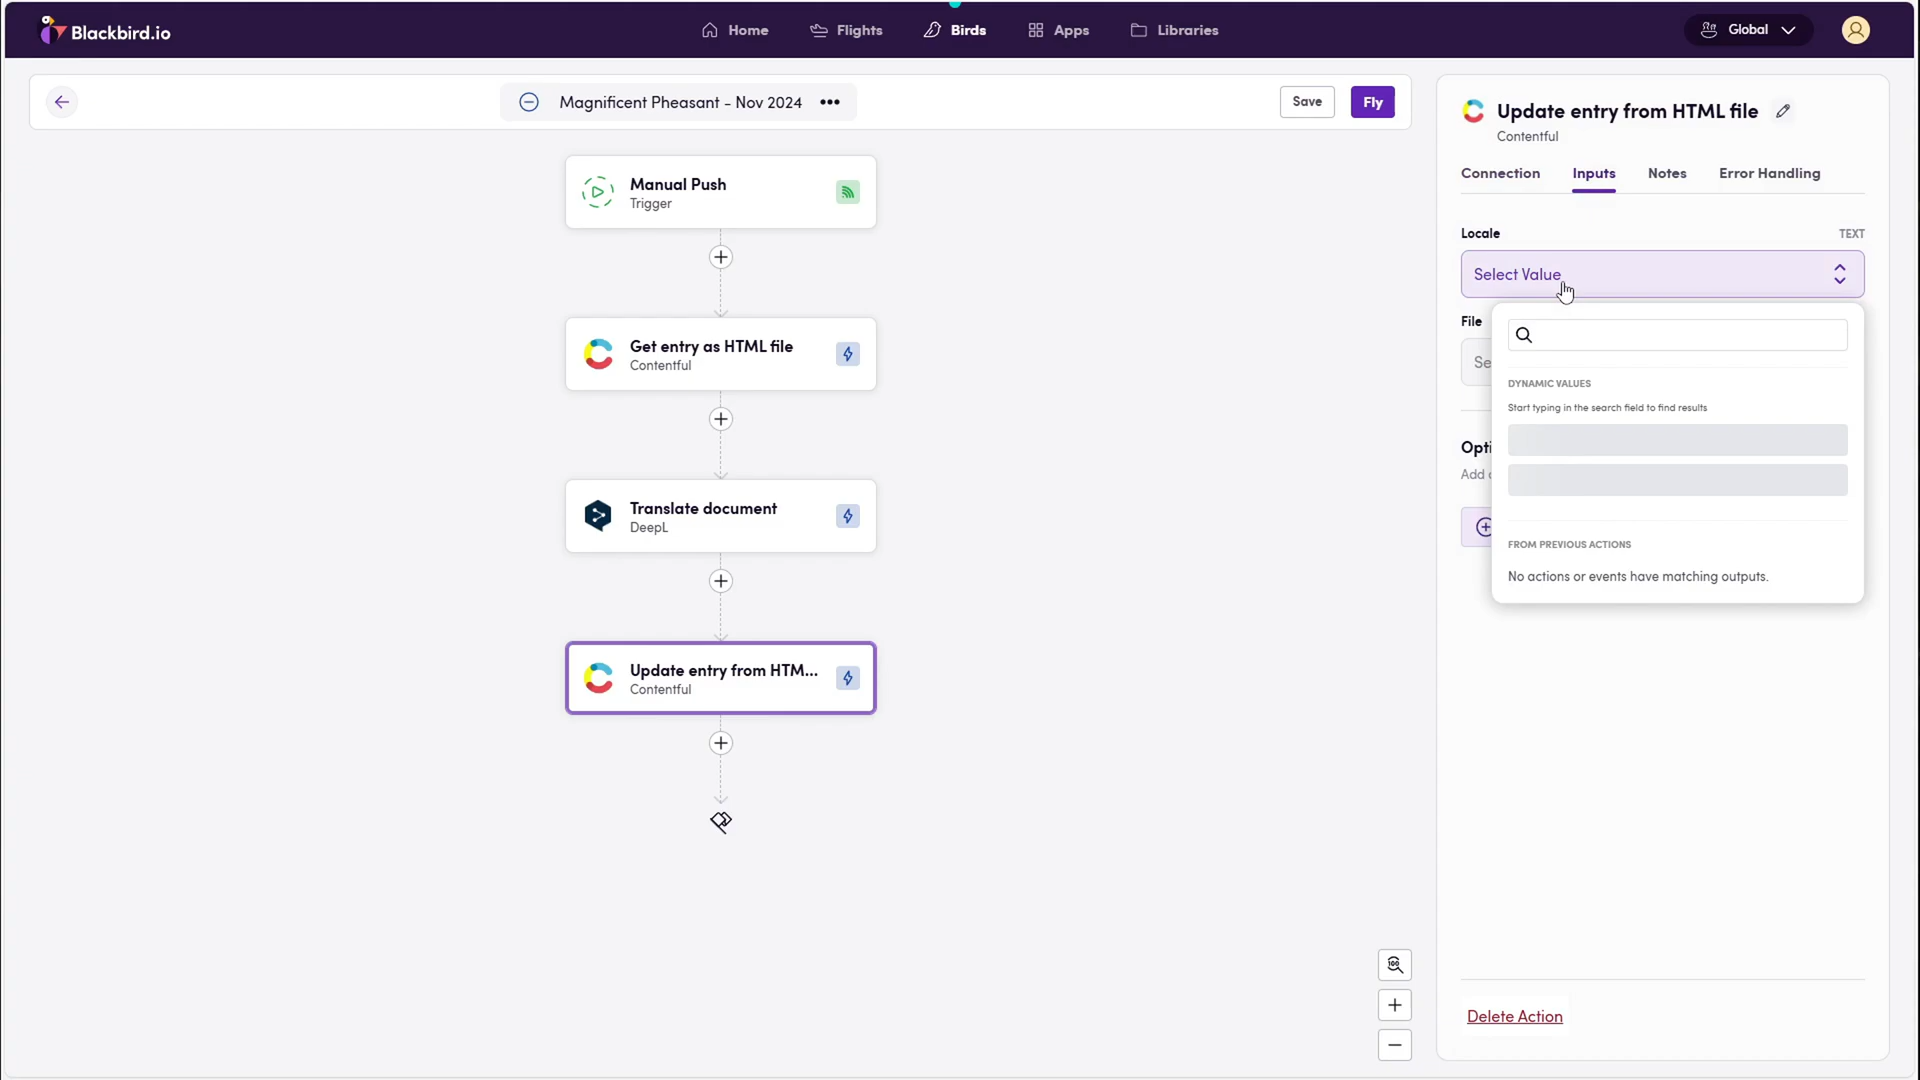 Blackbird.io
Home
Flights
Birds
Apps
Libraries
Global
Magnificent Pheasant - Nov 2024
Save
Fly
Manual Push
Trigger
Get entry as HTML file
Contentful
Translate document
DeepL
Update entry from HTM...
Contentful
Update entry from HTML file
Contentful
Connection
Inputs
Notes
Error Handling
Locale
TEXT
Select Value
File
Se
DYNAMIC VALUES
Start typing in the search field to find results
Opti
Add
FROM PREVIOUS ACTIONS
No actions or events have matching outputs.
100
Delete Action